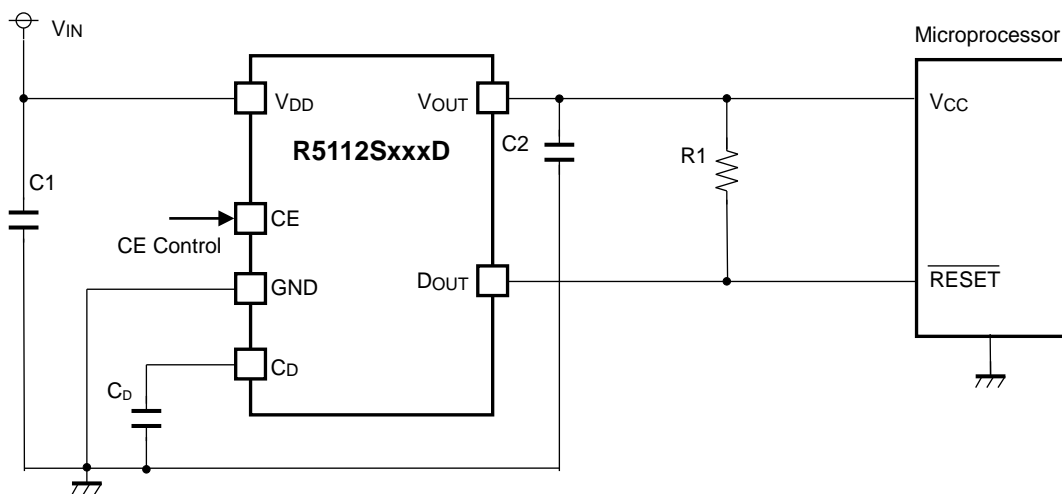 VIN
Microprocessor
VDD
VOUT
VCC
R5112SxxxD
C2
R1
C1
CE
CE Control
GND
DOUT
RESET
CD
CD